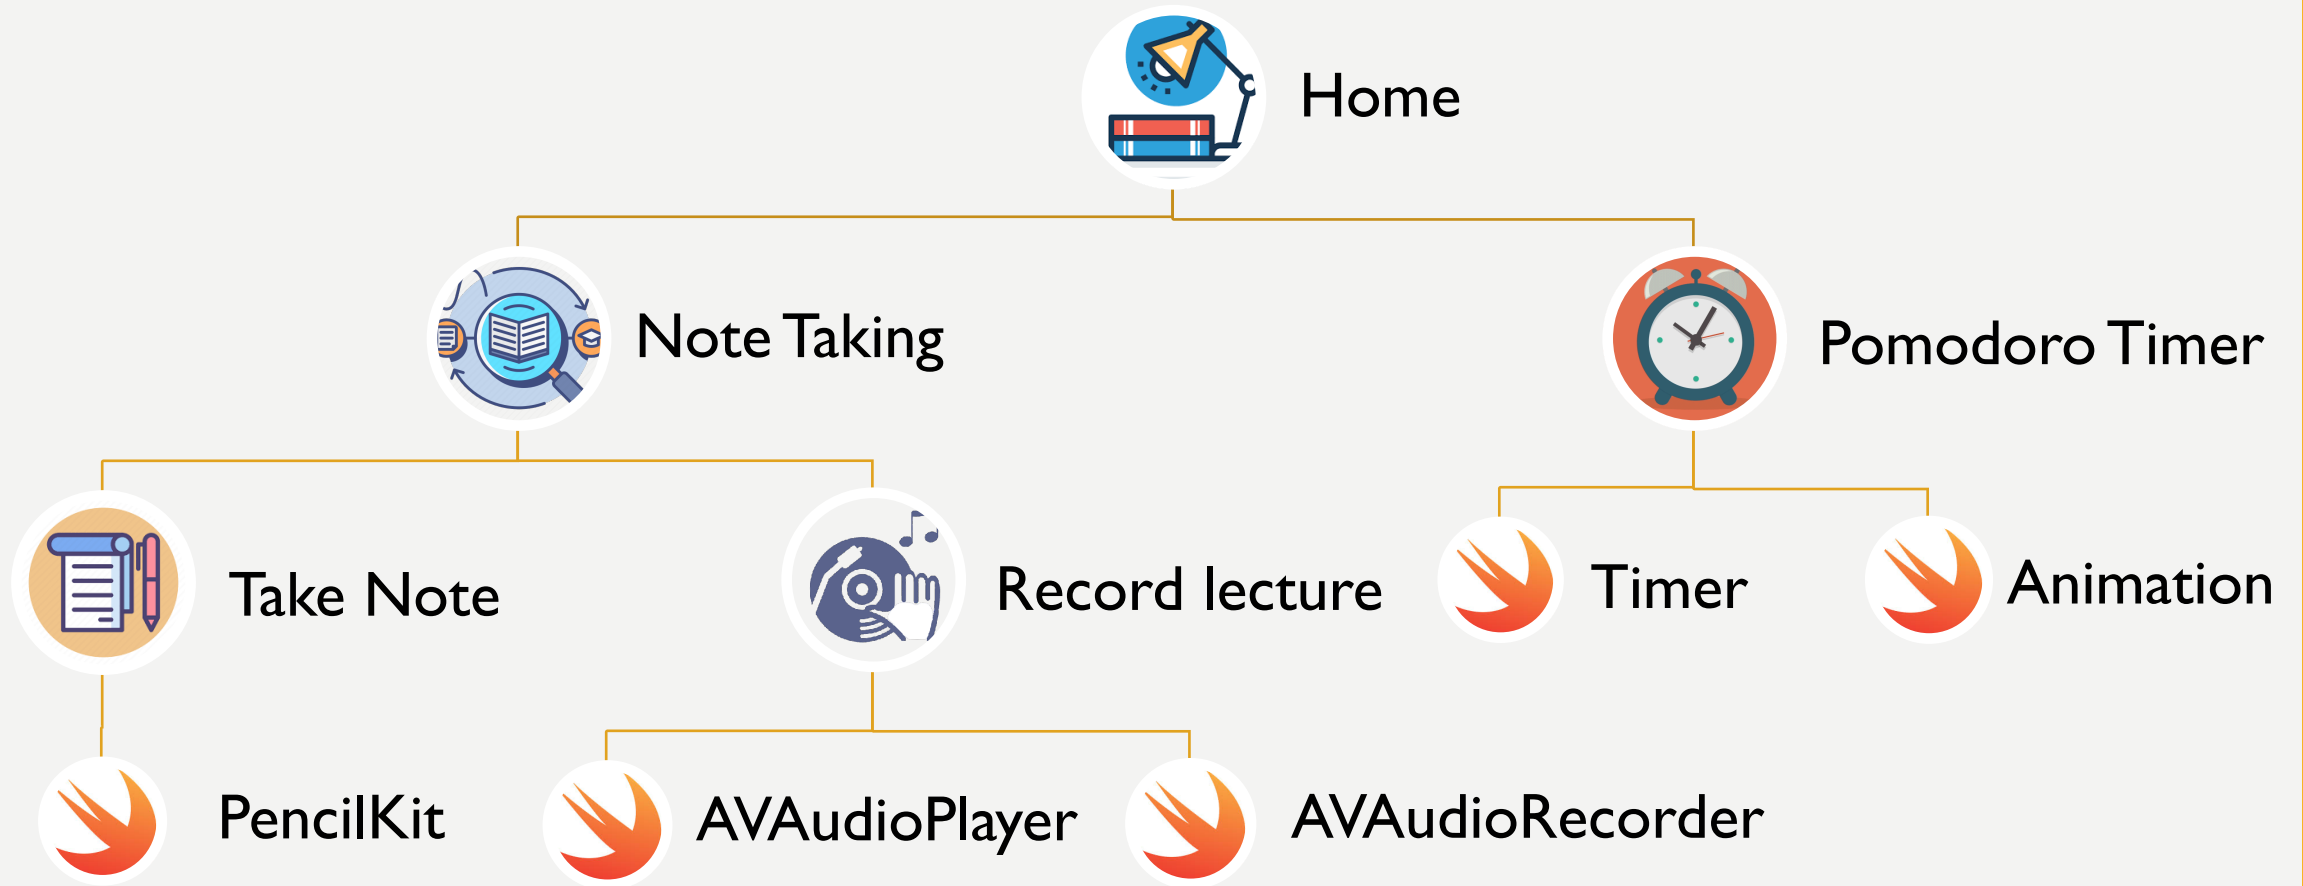 Home
Note Taking
Pomodoro Timer
Take Note
Record lecture
Timer
Animation
PencilKit
AVAudioPlayer
AVAudioRecorder